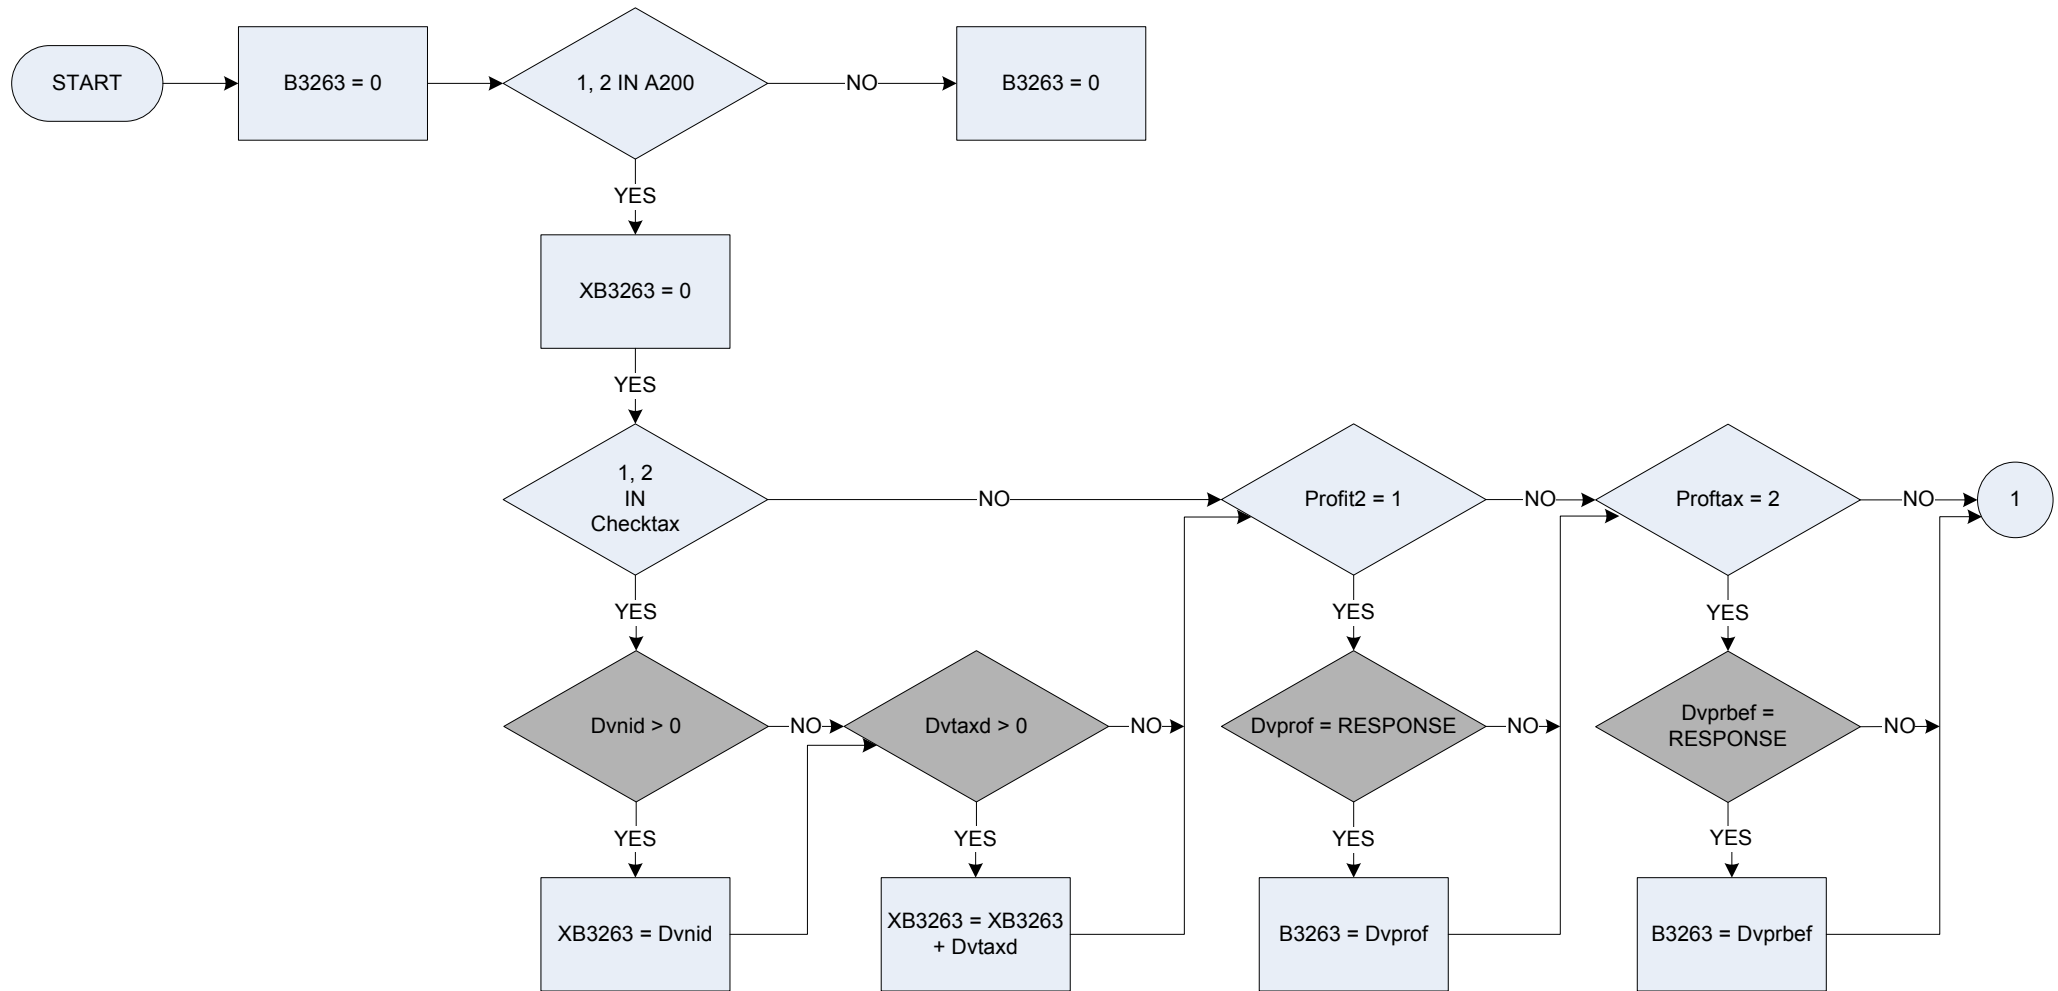 START
B3263 = 0
1, 2 IN A200
NO
B3263 = 0
YES
XB3263 = 0
YES
1, 2
IN
Checktax
NO
Profit2 = 1
NO
Proftax = 2
NO
1
YES
YES
YES
Dvnid > 0
NO
Dvtaxd > 0
NO
Dvprof = RESPONSE
NO
Dvprbef =
RESPONSE
NO
YES
YES
YES
YES
XB3263 = Dvnid
XB3263 = XB3263
+ Dvtaxd
B3263 = Dvprof
B3263 = Dvprbef